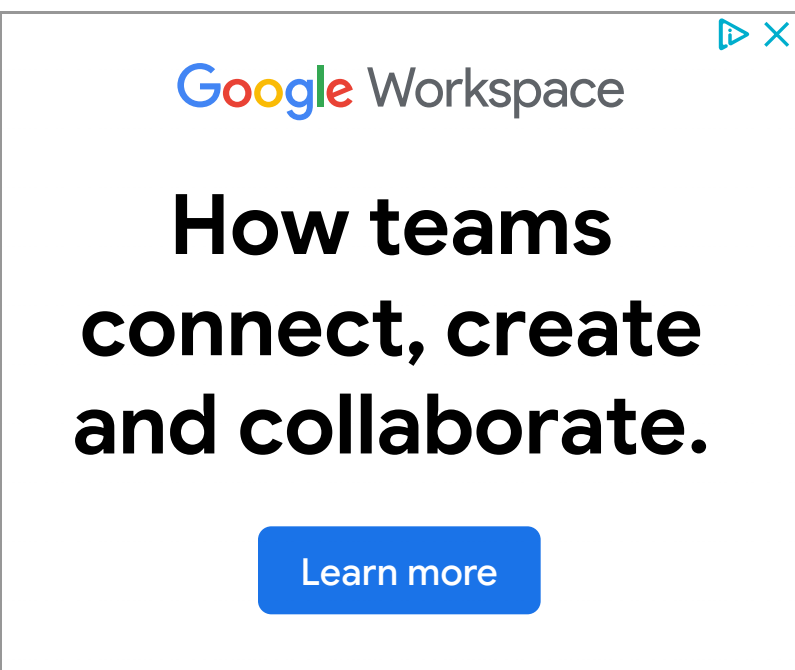 Google Workspace
How teams
connect, create
and collaborate.
Learn more